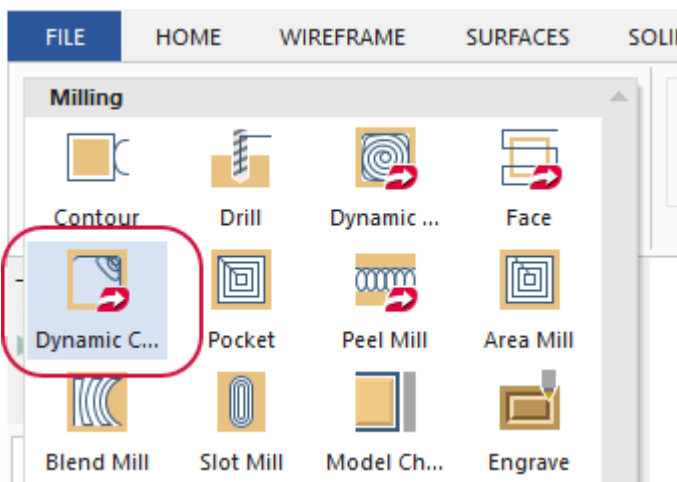 FILE HOME WIREFRAME SURFACES SOLI
Milling
Contour Drill Dynamic ... Face
Dynamic C... Pocket Peel Mill Area Mill
Blend Mill Slot Mill Model Ch... Engrave